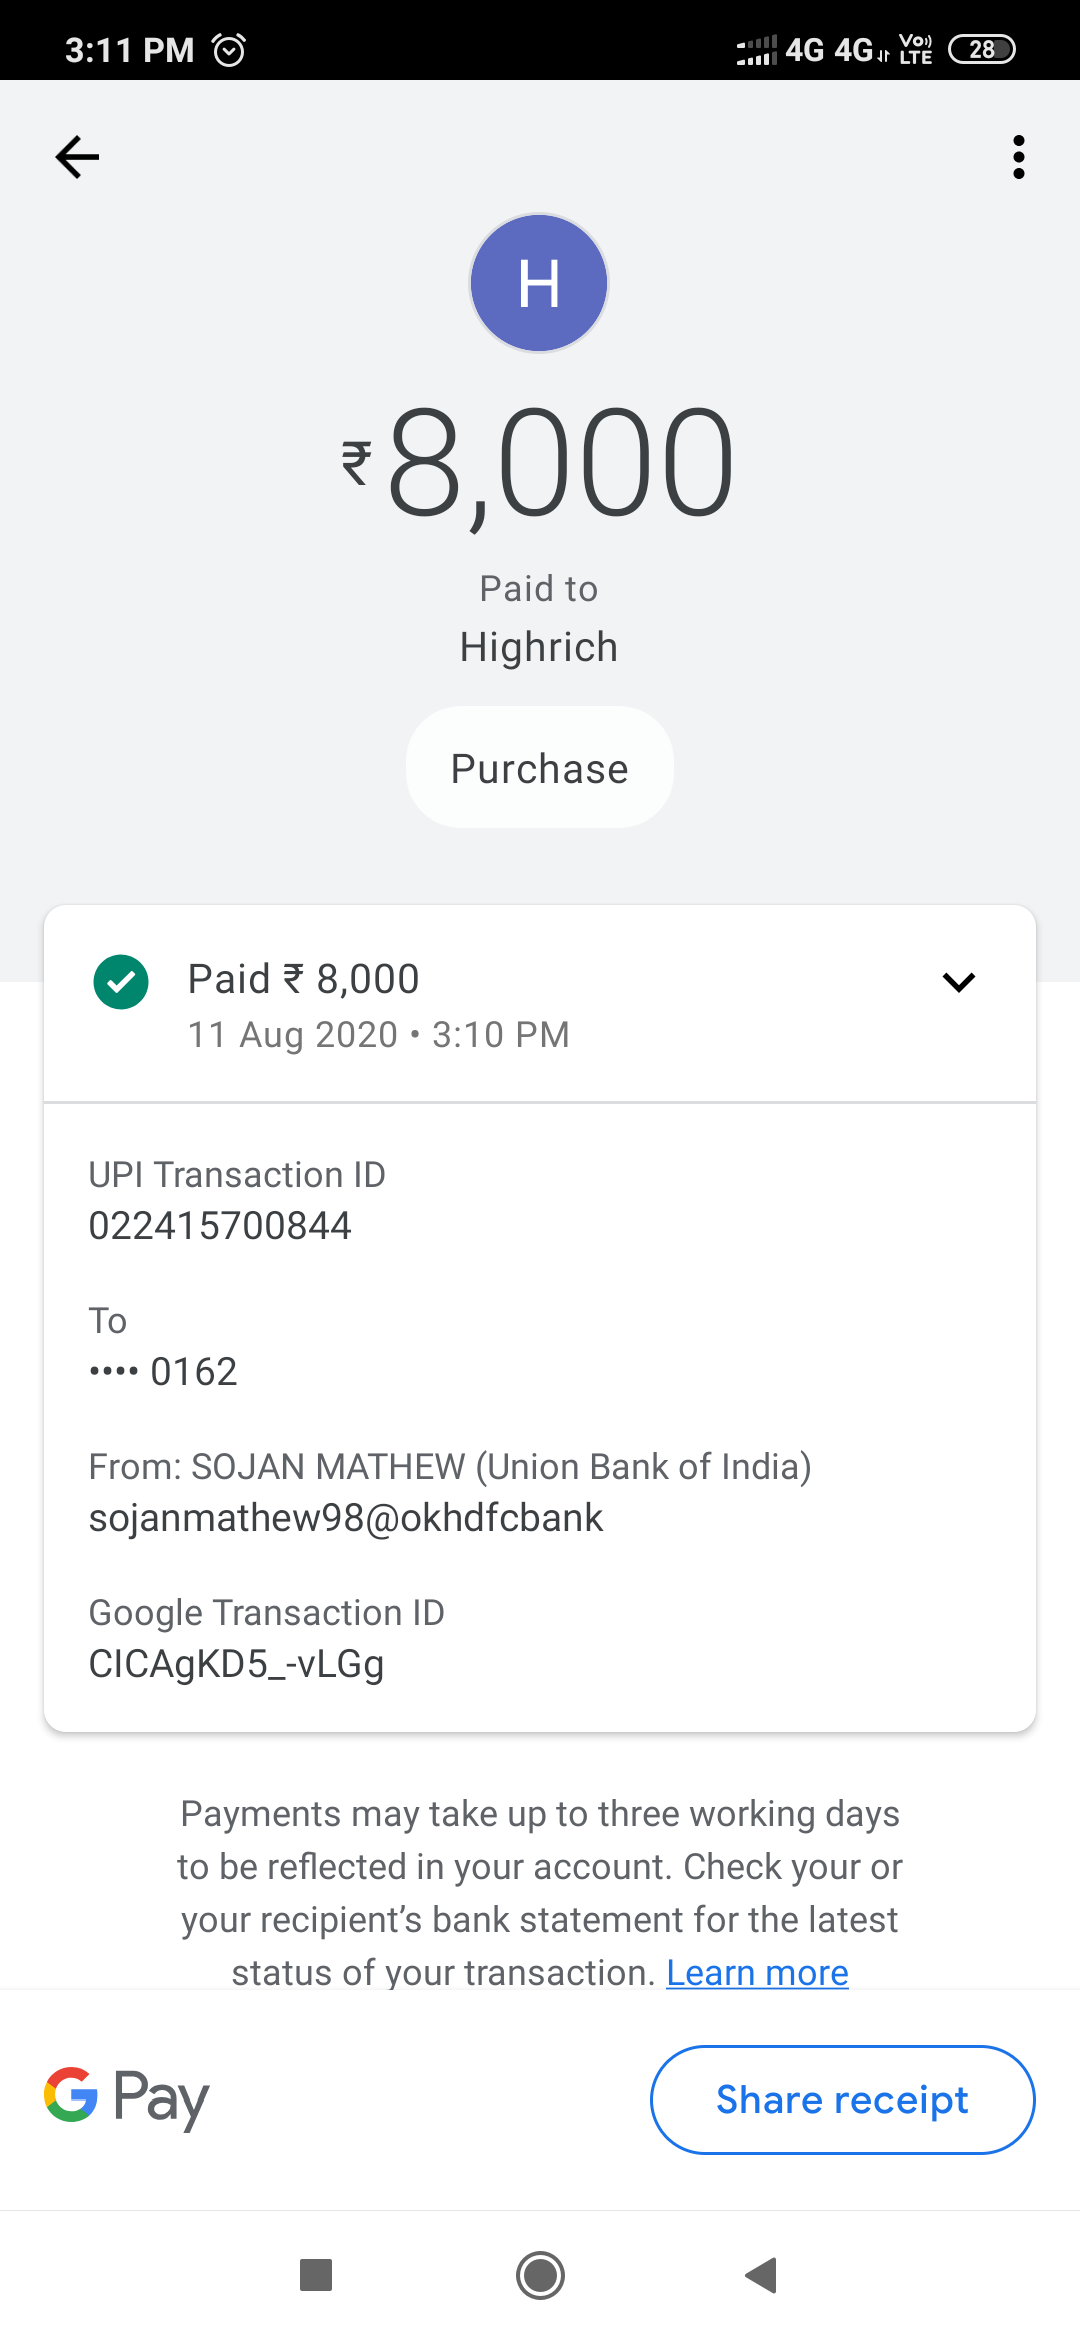 3:11 PM 4G 4G Vo)) LTE 28
H
₹8,000
Paid to
Highrich
Purchase
Paid ₹ 8,000
11 Aug 2020 • 3:10 PM
UPI Transaction ID
022415700844
To
•••• 0162
From: SOJAN MATHEW (Union Bank of India)
sojanmathew98@okhdfcbank
Google Transaction ID
CICAgKD5_-vLGg
Payments may take up to three working days
to be reflected in your account. Check your or
your recipient’s bank statement for the latest
status of your transaction. Learn more
G Pay
Share receipt